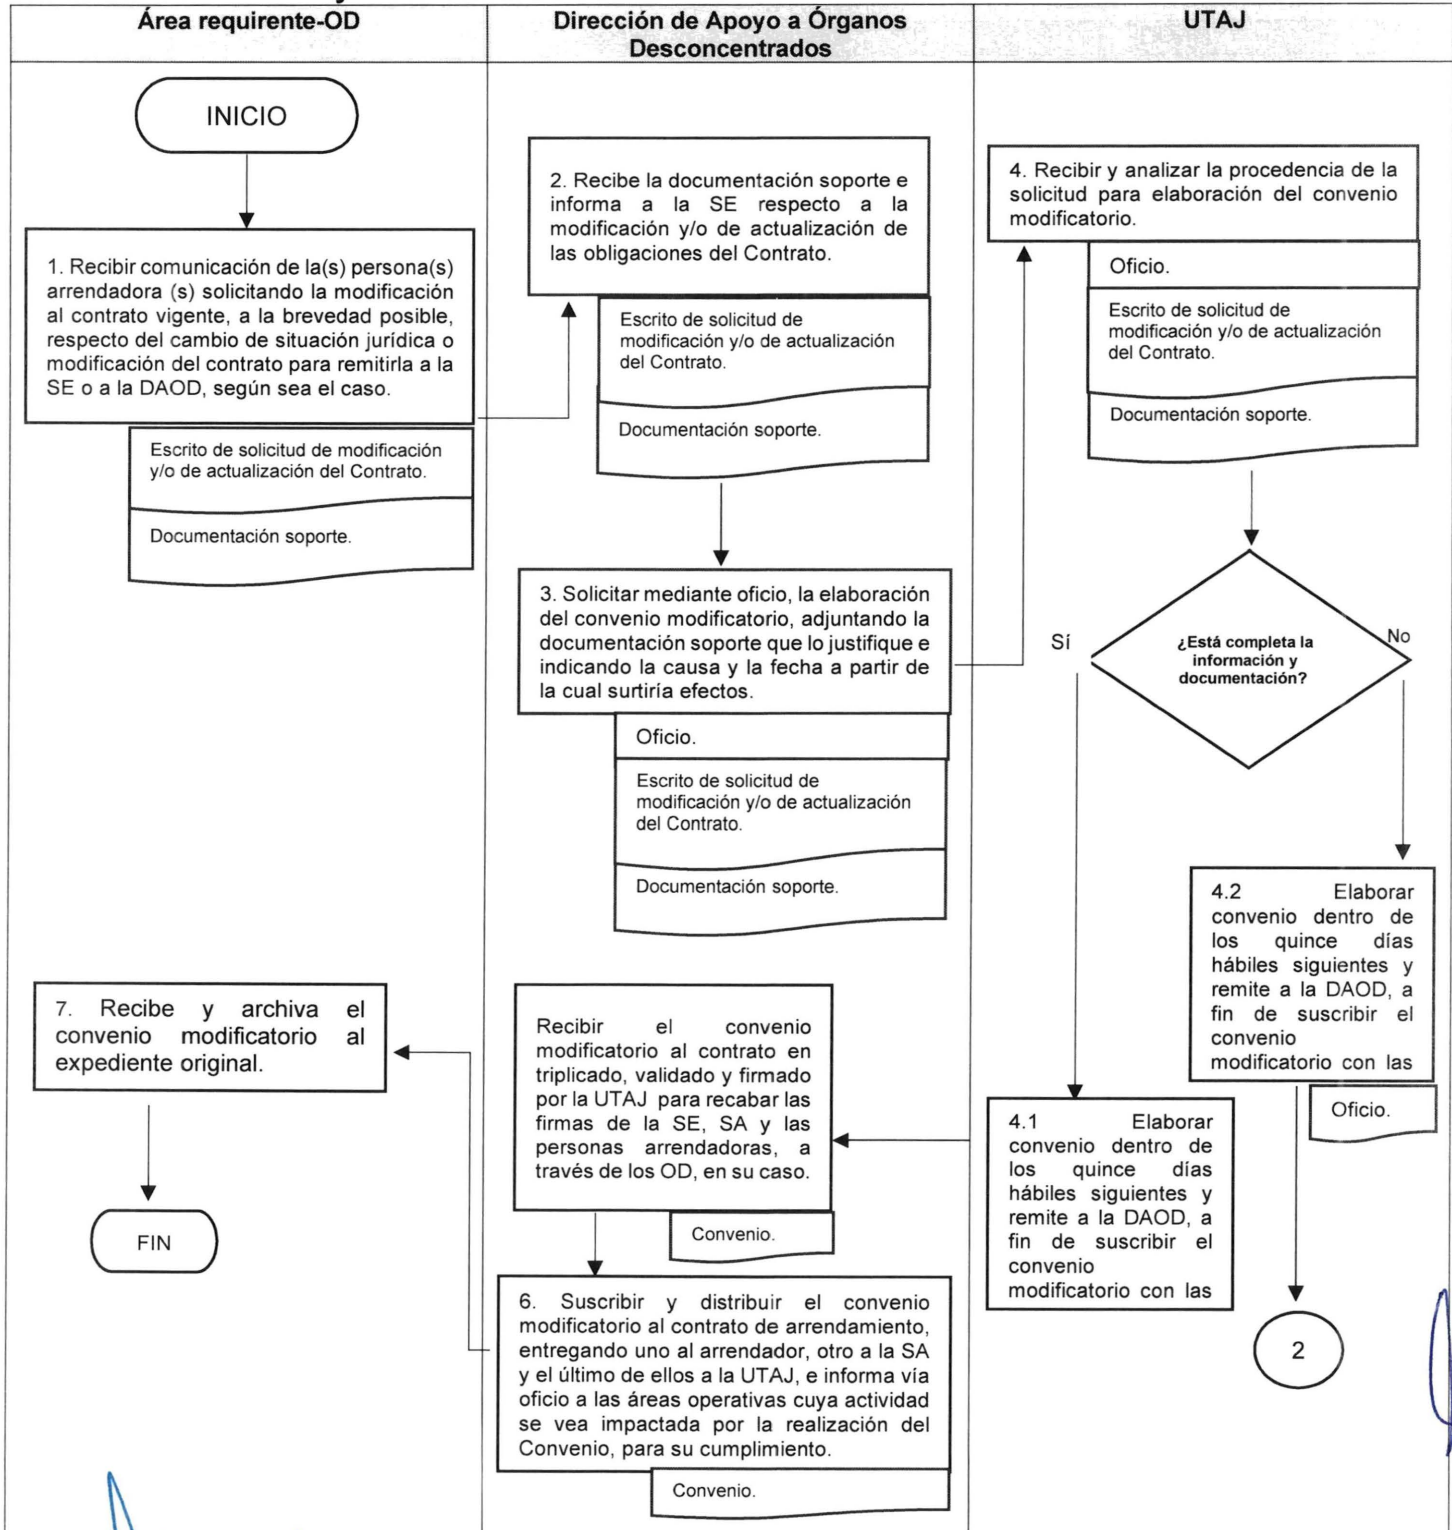 Área requirente-OD
Dirección de Apoyo a Órganos
Desconcentrados
UTAJ
INICIO
1. Recibir comunicación de la(s) persona(s)
arrendadora (s) solicitando la modificación
al contrato vigente, a la brevedad posible,
respecto del cambio de situación jurídica o
modificación del contrato para remitirla a la
SE o a la DAOD, según sea el caso.
Escrito de solicitud de modificación
y/o de actualización del Contrato.
Documentación soporte.
2. Recibe la documentación soporte e
informa a la SE respecto a la
modificación y/o de actualización de
las obligaciones del Contrato.
Escrito de solicitud de
modificación y/o de actualización
del Contrato.
Documentación soporte.
3. Solicitar mediante oficio, la elaboración
del convenio modificatorio, adjuntando la
documentación soporte que lo justifique e
indicando la causa y la fecha a partir de
la cual surtiría efectos.
Oficio.
Escrito de solicitud de
modificación y/o de actualización
del Contrato.
Documentación soporte.
4. Recibir y analizar la procedencia de la
solicitud para elaboración del convenio
modificatorio.
Oficio.
Escrito de solicitud de
modificación y/o de actualización
del Contrato.
Documentación soporte.
Sí
¿Está completa la
información y
documentación?
No
4.2 Elaborar
convenio dentro de
los quince días
hábiles siguientes y
remite a la DAOD, a
fin de suscribir el
convenio
modificatorio con las
Oficio.
2
4.1 Elaborar
convenio dentro de
los quince días
hábiles siguientes y
remite a la DAOD, a
fin de suscribir el
convenio
modificatorio con las
Recibir el convenio
modificatorio al contrato en
triplicado, validado y firmado
por la UTAJ para recabar las
firmas de la SE, SA y las
personas arrendadoras, a
través de los OD, en su caso.
Convenio.
6. Suscribir y distribuir el convenio
modificatorio al contrato de arrendamiento,
entregando uno al arrendador, otro a la SA
y el último de ellos a la UTAJ, e informa vía
oficio a las áreas operativas cuya actividad
se vea impactada por la realización del
Convenio, para su cumplimiento.
Convenio.
7. Recibe y archiva el
convenio modificatorio al
expediente original.
FIN